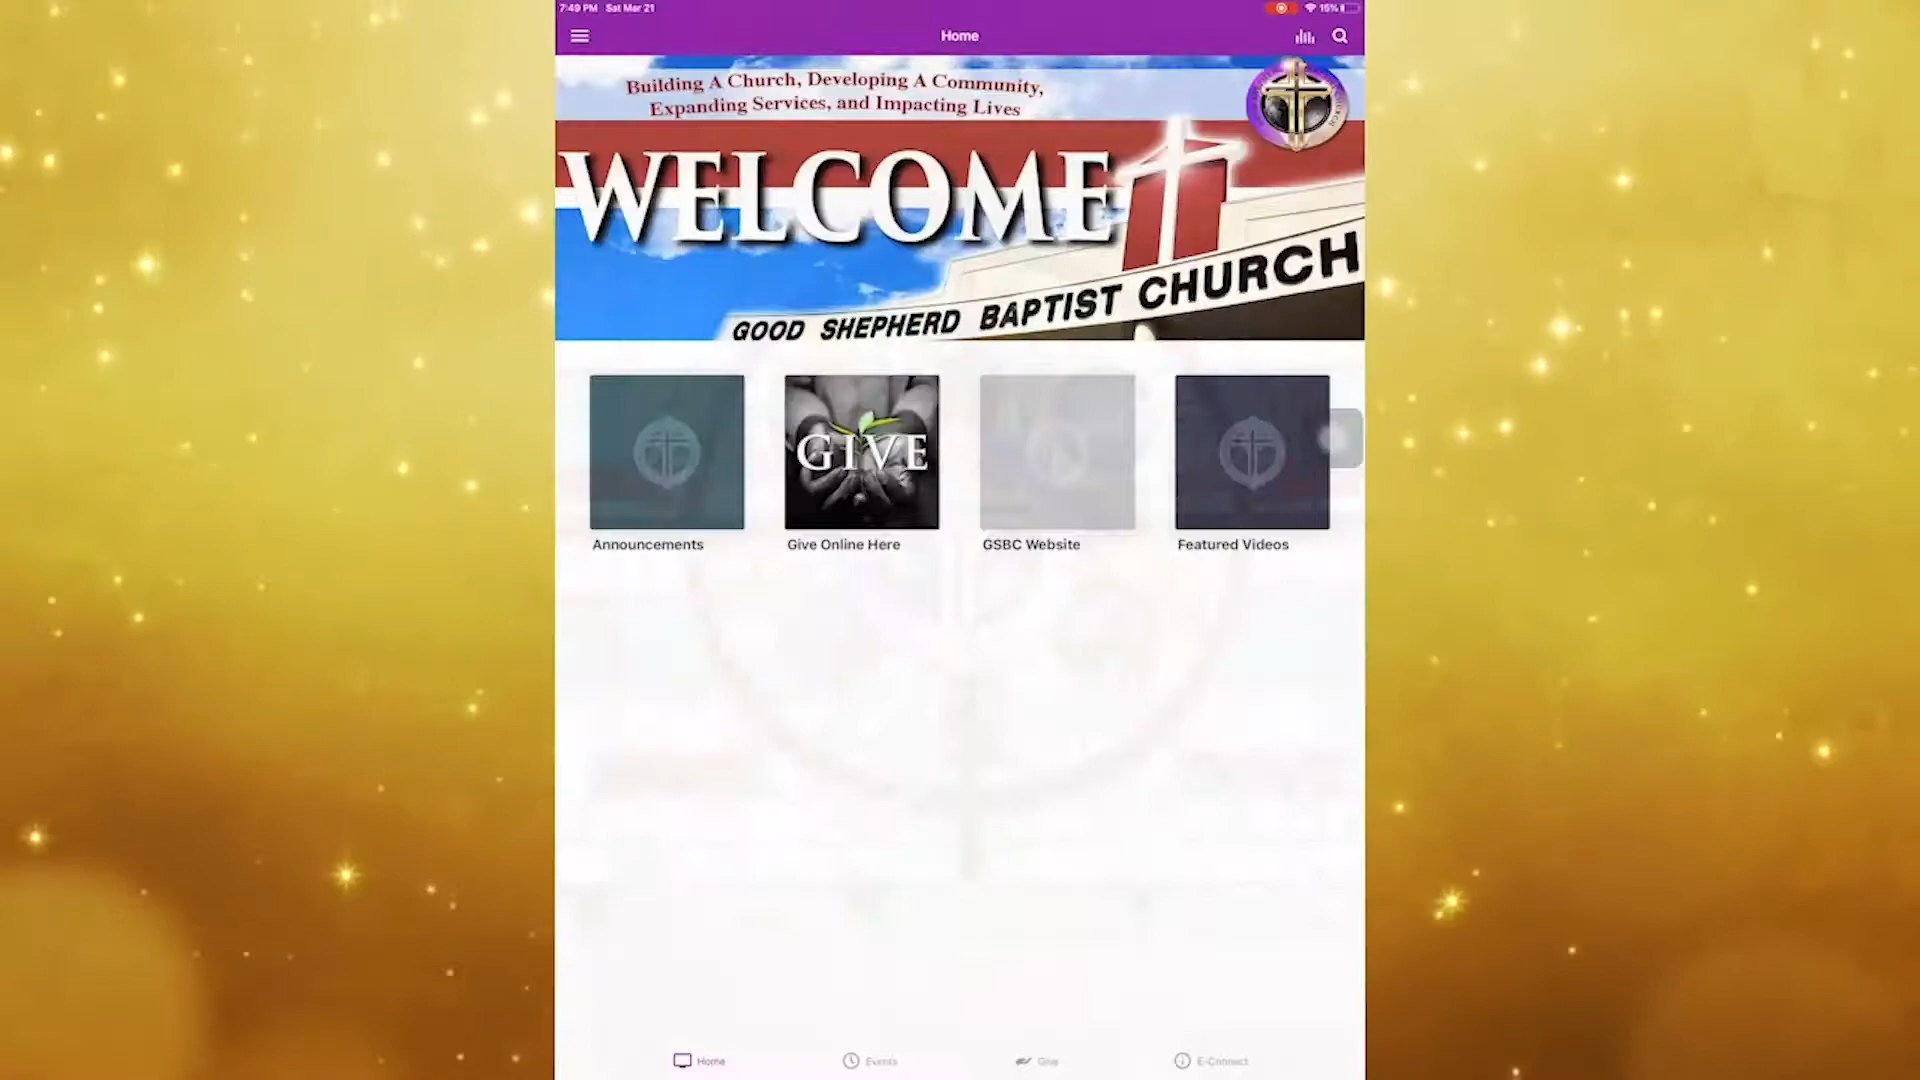 7:49 PM Sat Mar 21
15%
Home
Building A Church, Developing A Community,
Expanding Services, and Impacting Lives
WELCOME
GOOD SHEPHERD BAPTIST CHURCH
GIVE
Announcements
Give Online Here
GSBC Website
Featured Videos
Home
Events
Give
E-Connect